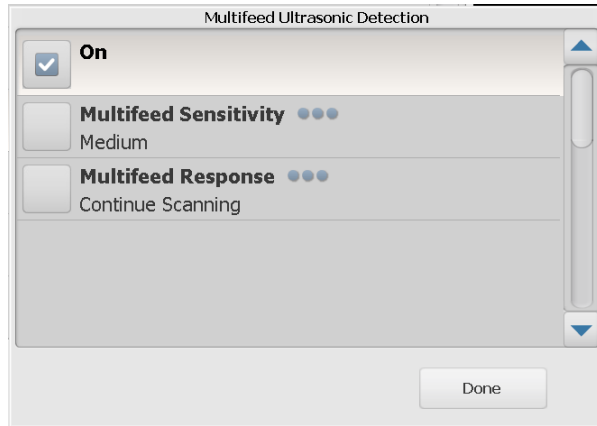 Multifeed Ultrasonic Detection
On
Multifeed Sensitivity
Medium
Multifeed Response
Continue Scanning
Done